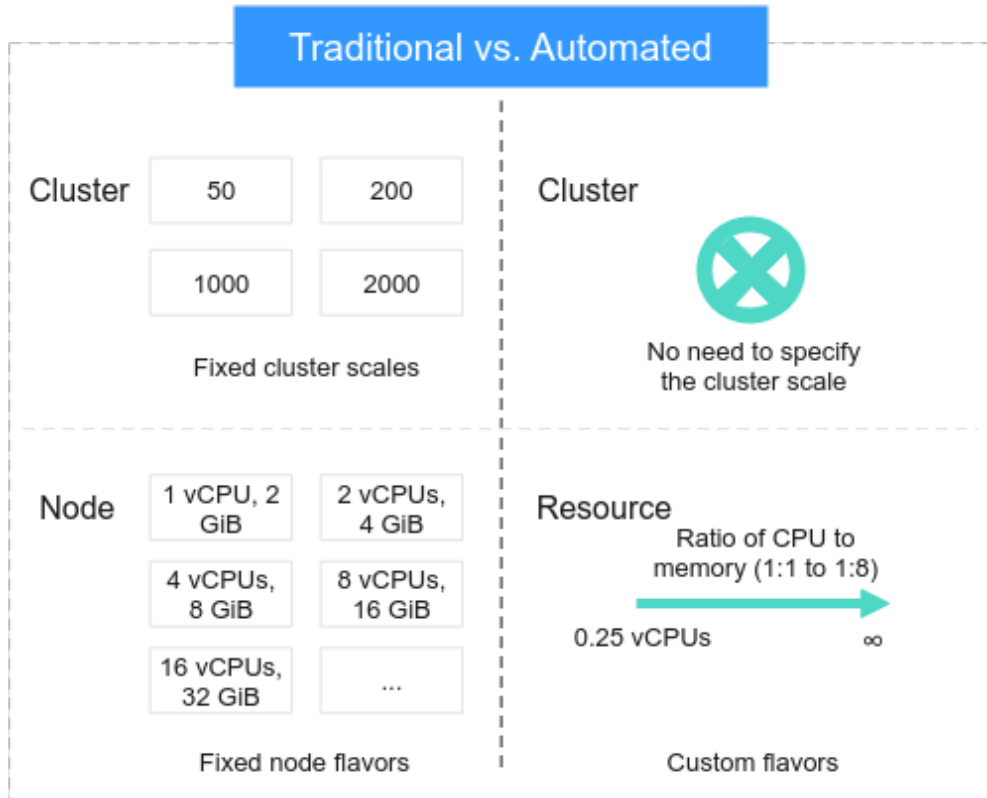 Traditional vs. Automated
Cluster
50
200
1000
2000
Fixed cluster scales
Cluster
No need to specify
the cluster scale
Node
1 vCPU, 2
GiB
2 vCPUs,
4 GiB
4 vCPUs,
8 GiB
8 vCPUs,
16 GiB
16 vCPUs,
32 GiB
...
Fixed node flavors
Resource
Ratio of CPU to
memory (1:1 to 1:8)
0.25 vCPUs
∞
Custom flavors